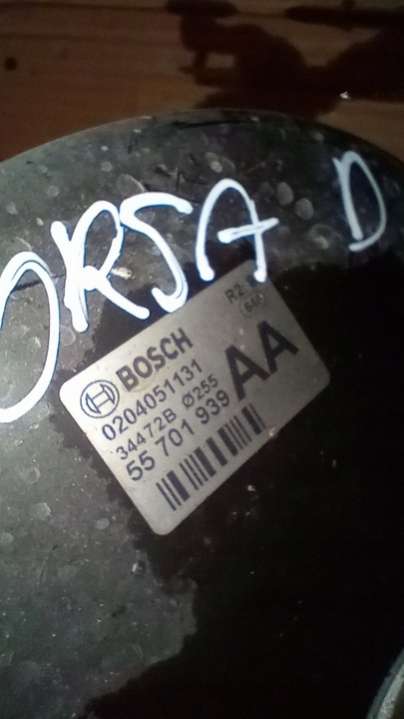 ORSA D
BOSCH
R2
0204051131
34472B Ø255
55 701 939
AA